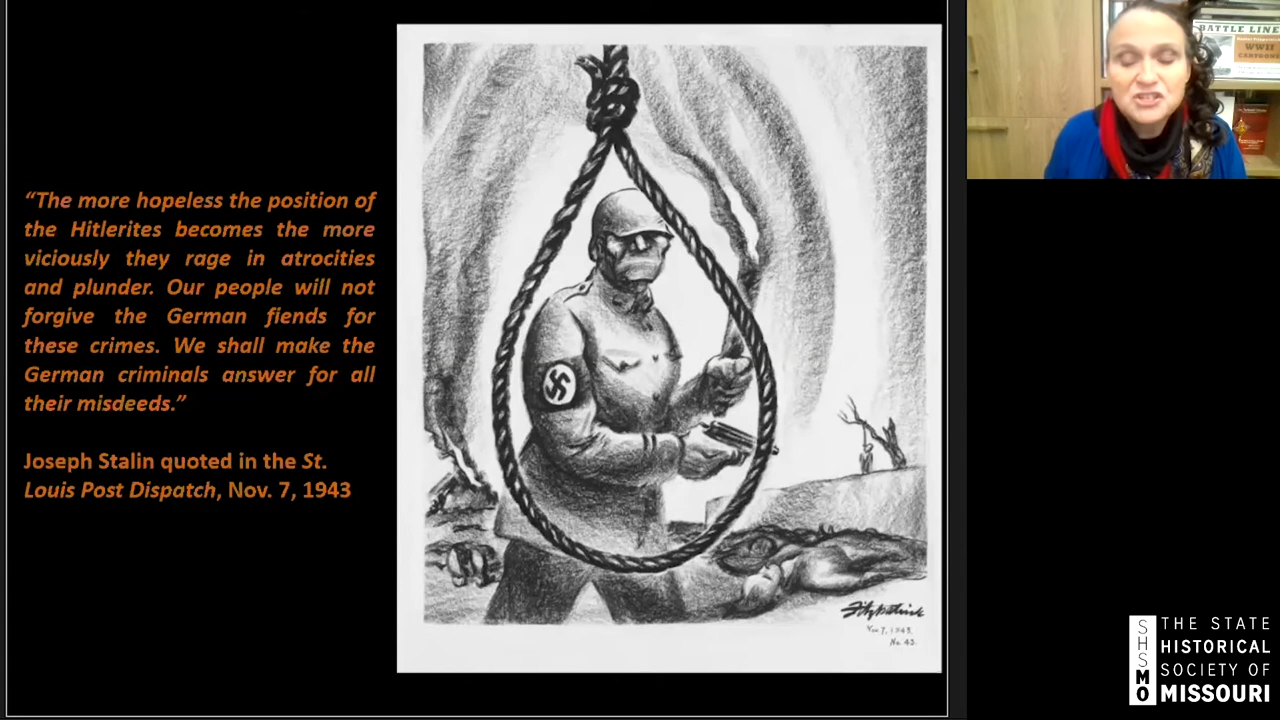 “The more hopeless the position of
the Hitlerites becomes the more
viciously they rage in atrocities
and plunder. Our people will not
forgive the German fiends for
these crimes. We shall make the
German criminals answer for all
their misdeeds.”
Joseph Stalin quoted in the St.
Louis Post Dispatch, Nov. 7, 1943
Fitzpatrick
Nov 7, 1943.
No. 43.
BATTLE LINE
WWII
CARTOONS
SHSMO
THE STATE
HISTORICAL
SOCIETY OF
MISSOURI